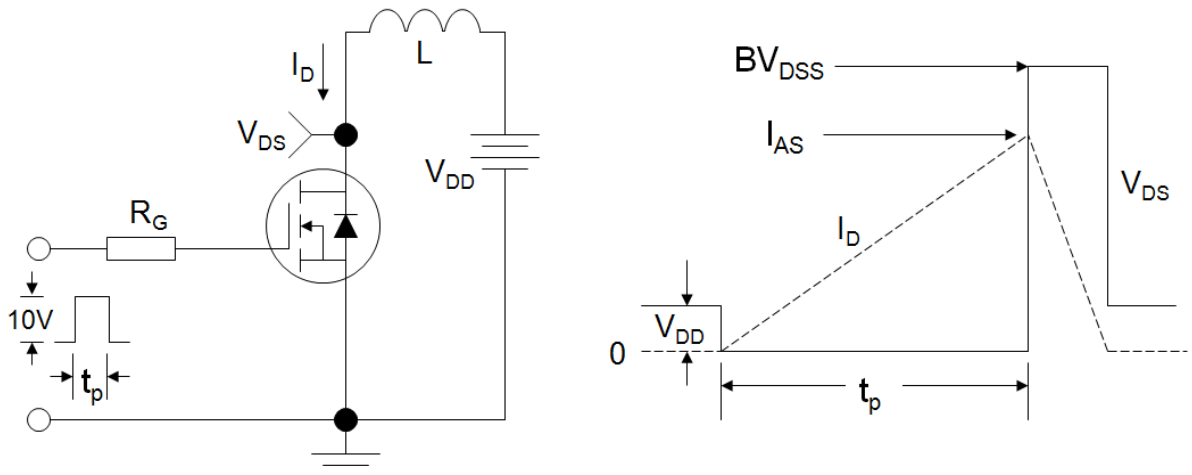 L
I_D
V_DS
V_DD
R_G
10V
t_p
BV_DSS
I_AS
V_DS
I_D
V_DD
0
t_p